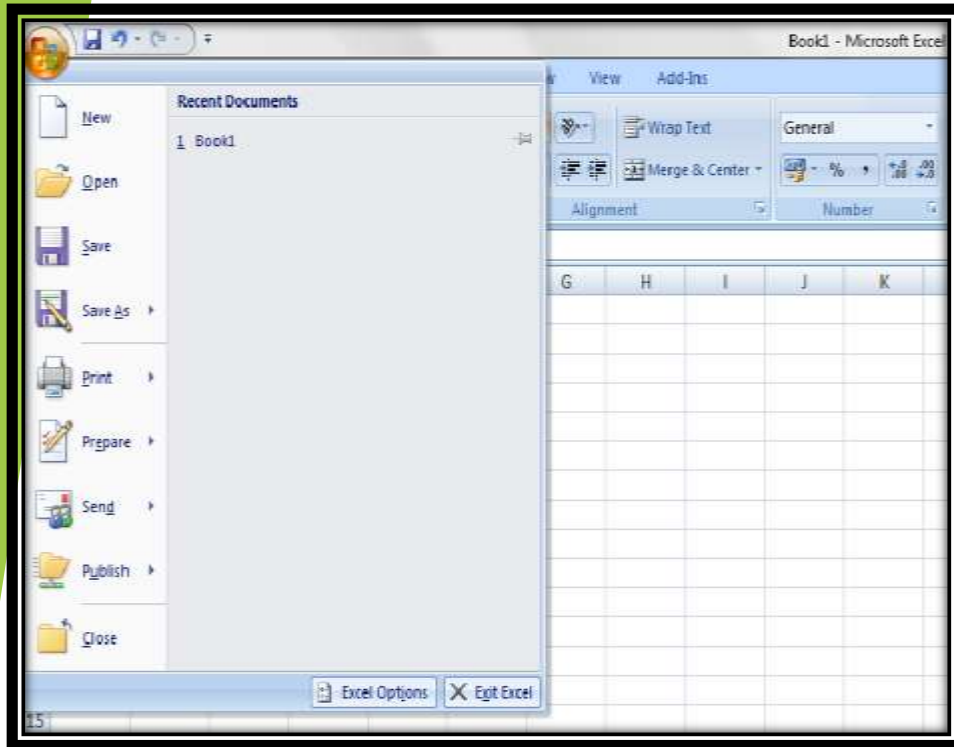 Book1 - Microsoft Excel
View Add-Ins
New
Recent Documents
1 Book1
Wrap Text
General
Open
Merge & Center
%
Alignment
Number
Save
G H I J K
Save As
Print
Prepare
Send
Publish
Close
Excel Options
Exit Excel
15